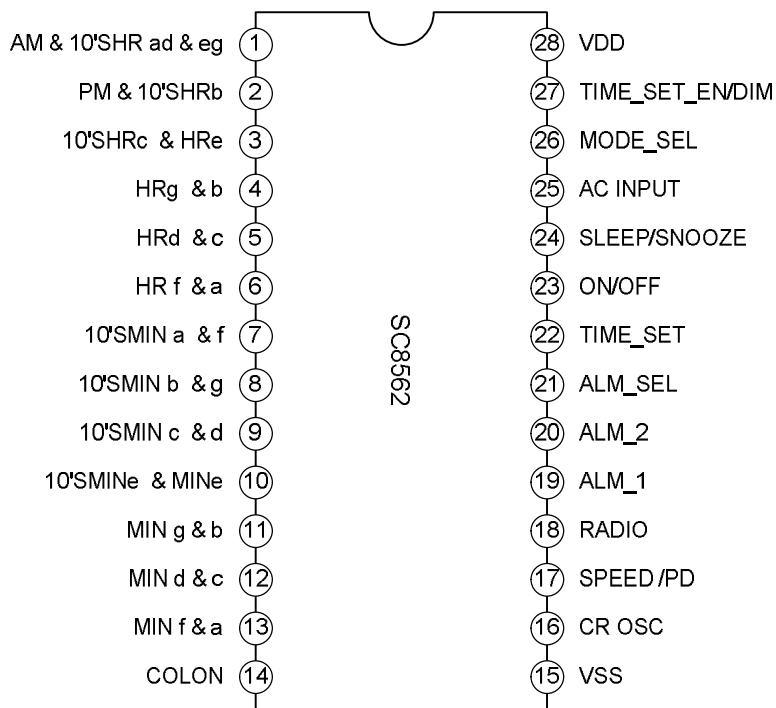 AM & 10'SHR ad & eg 1 28 VDD
PM & 10'SHRb 2 27 TIME_SET_EN/DIM
10'SHRc & HRe 3 26 MODE_SEL
HRg & b 4 25 AC INPUT
HRd & c 5 24 SLEEP/SNOOZE
HR f & a 6 23 ON/OFF
10'SMIN a & f 7 22 TIME_SET
10'SMIN b & g 8 21 ALM_SEL
10'SMIN c & d 9 20 ALM_2
10'SMINe & MINe 10 19 ALM_1
MIN g & b 11 18 RADIO
MIN d & c 12 17 SPEED /PD
MIN f & a 13 16 CR OSC
COLON 14 15 VSS
SC8562